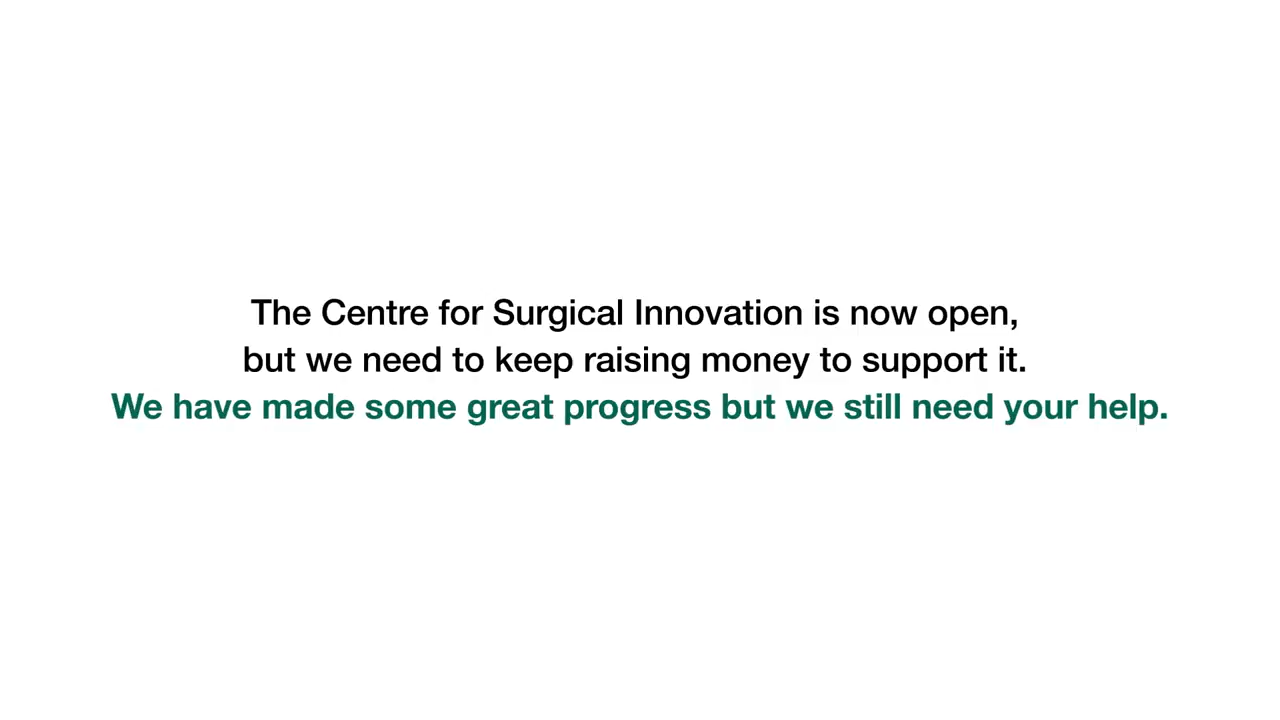 The Centre for Surgical Innovation is now open,
but we need to keep raising money to support it.
We have made some great progress but we still need your help.